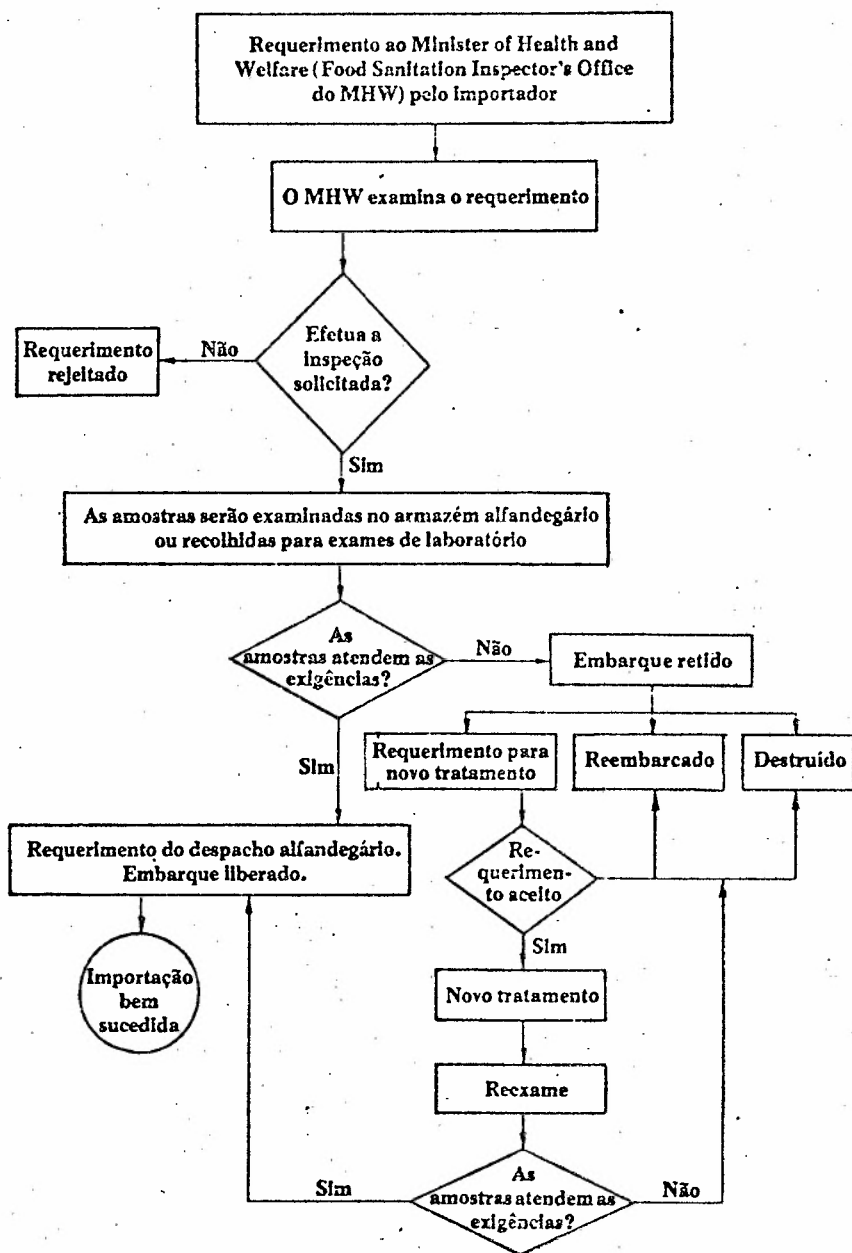 Requerimento ao Minister of Health and
Welfare (Food Sanitation Inspector's Office
do MHW) pelo Importador
O MHW examina o requerimento
Efetua a
inspeção
solicitada?
Não
Requerimento
rejeitado
Sim
As amostras serão examinadas no armazém alfandegário
ou recolhidas para exames de laboratório
As
amostras atendem as
exigências?
Não
Embarque retido
Sim
Requerimento para
novo tratamento
Reembarcado
Destruído
Requerimento do despacho alfandegário.
Embarque liberado.
Re-
querimen-
to aceito
Sim
Importação
bem
sucedida
Novo tratamento
Reexame
As
amostras atendem as
exigências?
Sim
Não